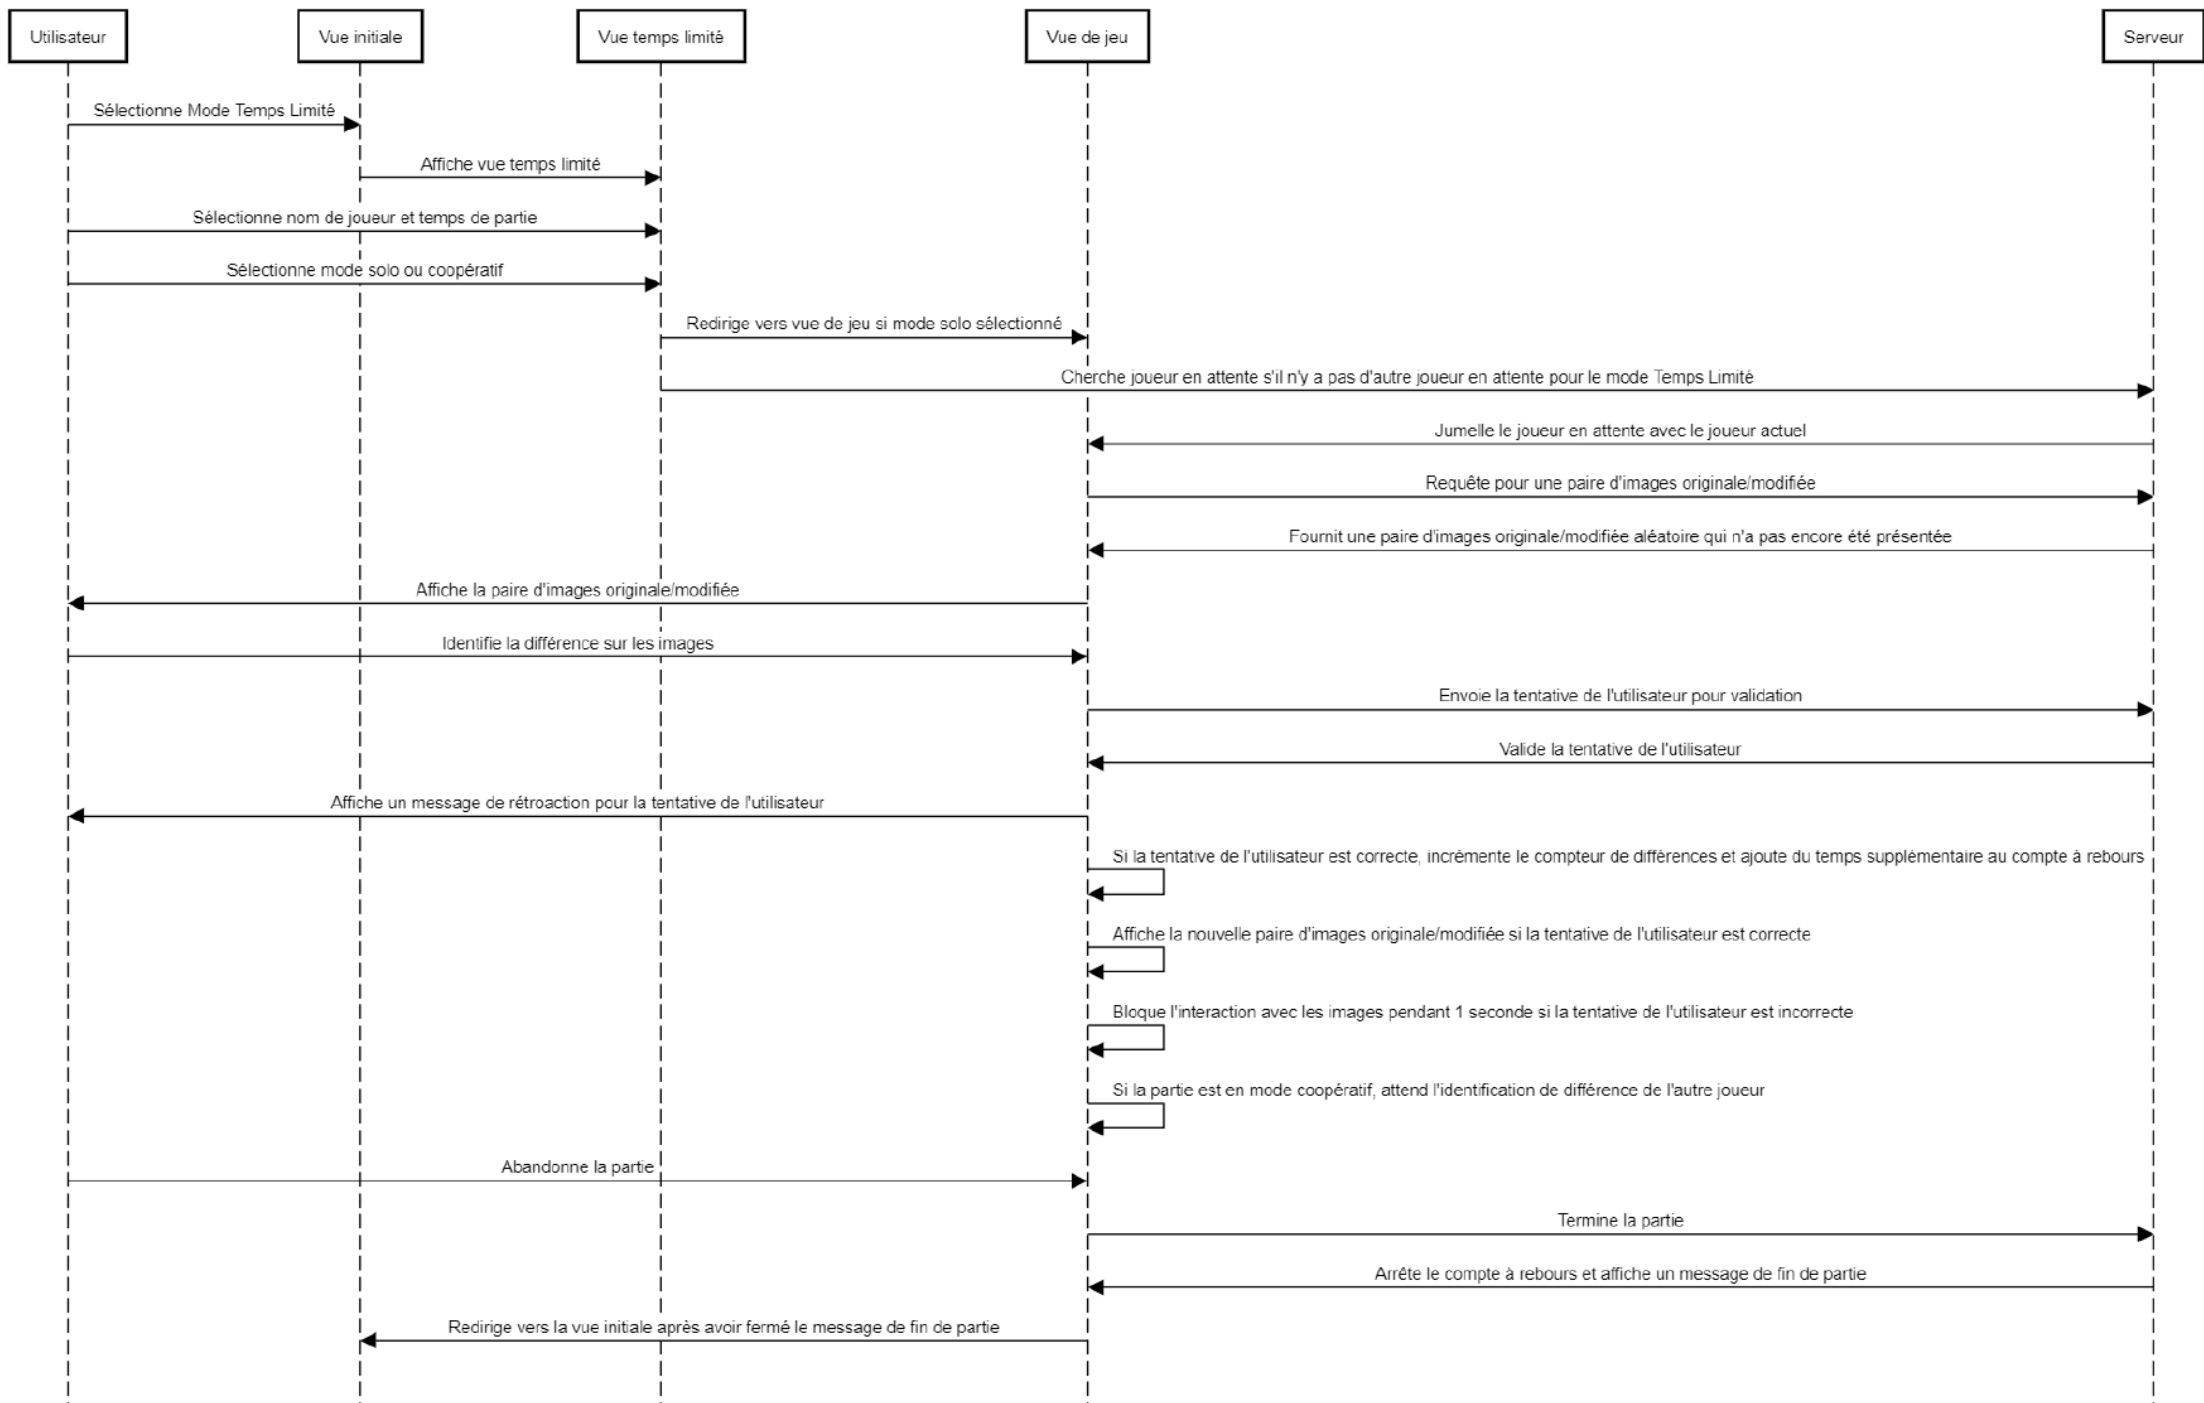 Utilisateur
Vue initiale
Vue temps limité
Vue de jeu
Serveur
Sélectionne Mode Temps Limité
Affiche vue temps limité
Sélectionne nom de joueur et temps de partie
Sélectionne mode solo ou coopératif
Redirige vers vue de jeu si mode solo sélectionné
Cherche joueur en attente s'il n'y a pas d'autre joueur en attente pour le mode Temps Limité
Jumelle le joueur en attente avec le joueur actuel
Requête pour une paire d'images originale/modifiée
Fournit une paire d'images originale/modifiée aléatoire qui n'a pas encore été présentée
Affiche la paire d'images originale/modifiée
Identifie la différence sur les images
Envoie la tentative de l'utilisateur pour validation
Valide la tentative de l'utilisateur
Affiche un message de rétroaction pour la tentative de l'utilisateur
Si la tentative de l'utilisateur est correcte, incrémente le compteur de différences et ajoute du temps supplémentaire au compte à rebours
Affiche la nouvelle paire d'images originale/modifiée si la tentative de l'utilisateur est correcte
Bloque l'interaction avec les images pendant 1 seconde si la tentative de l'utilisateur est incorrecte
Si la partie est en mode coopératif, attend l'identification de différence de l'autre joueur
Abandonne la partie
Termine la partie
Arrête le compte à rebours et affiche un message de fin de partie
Redirige vers la vue initiale après avoir fermé le message de fin de partie